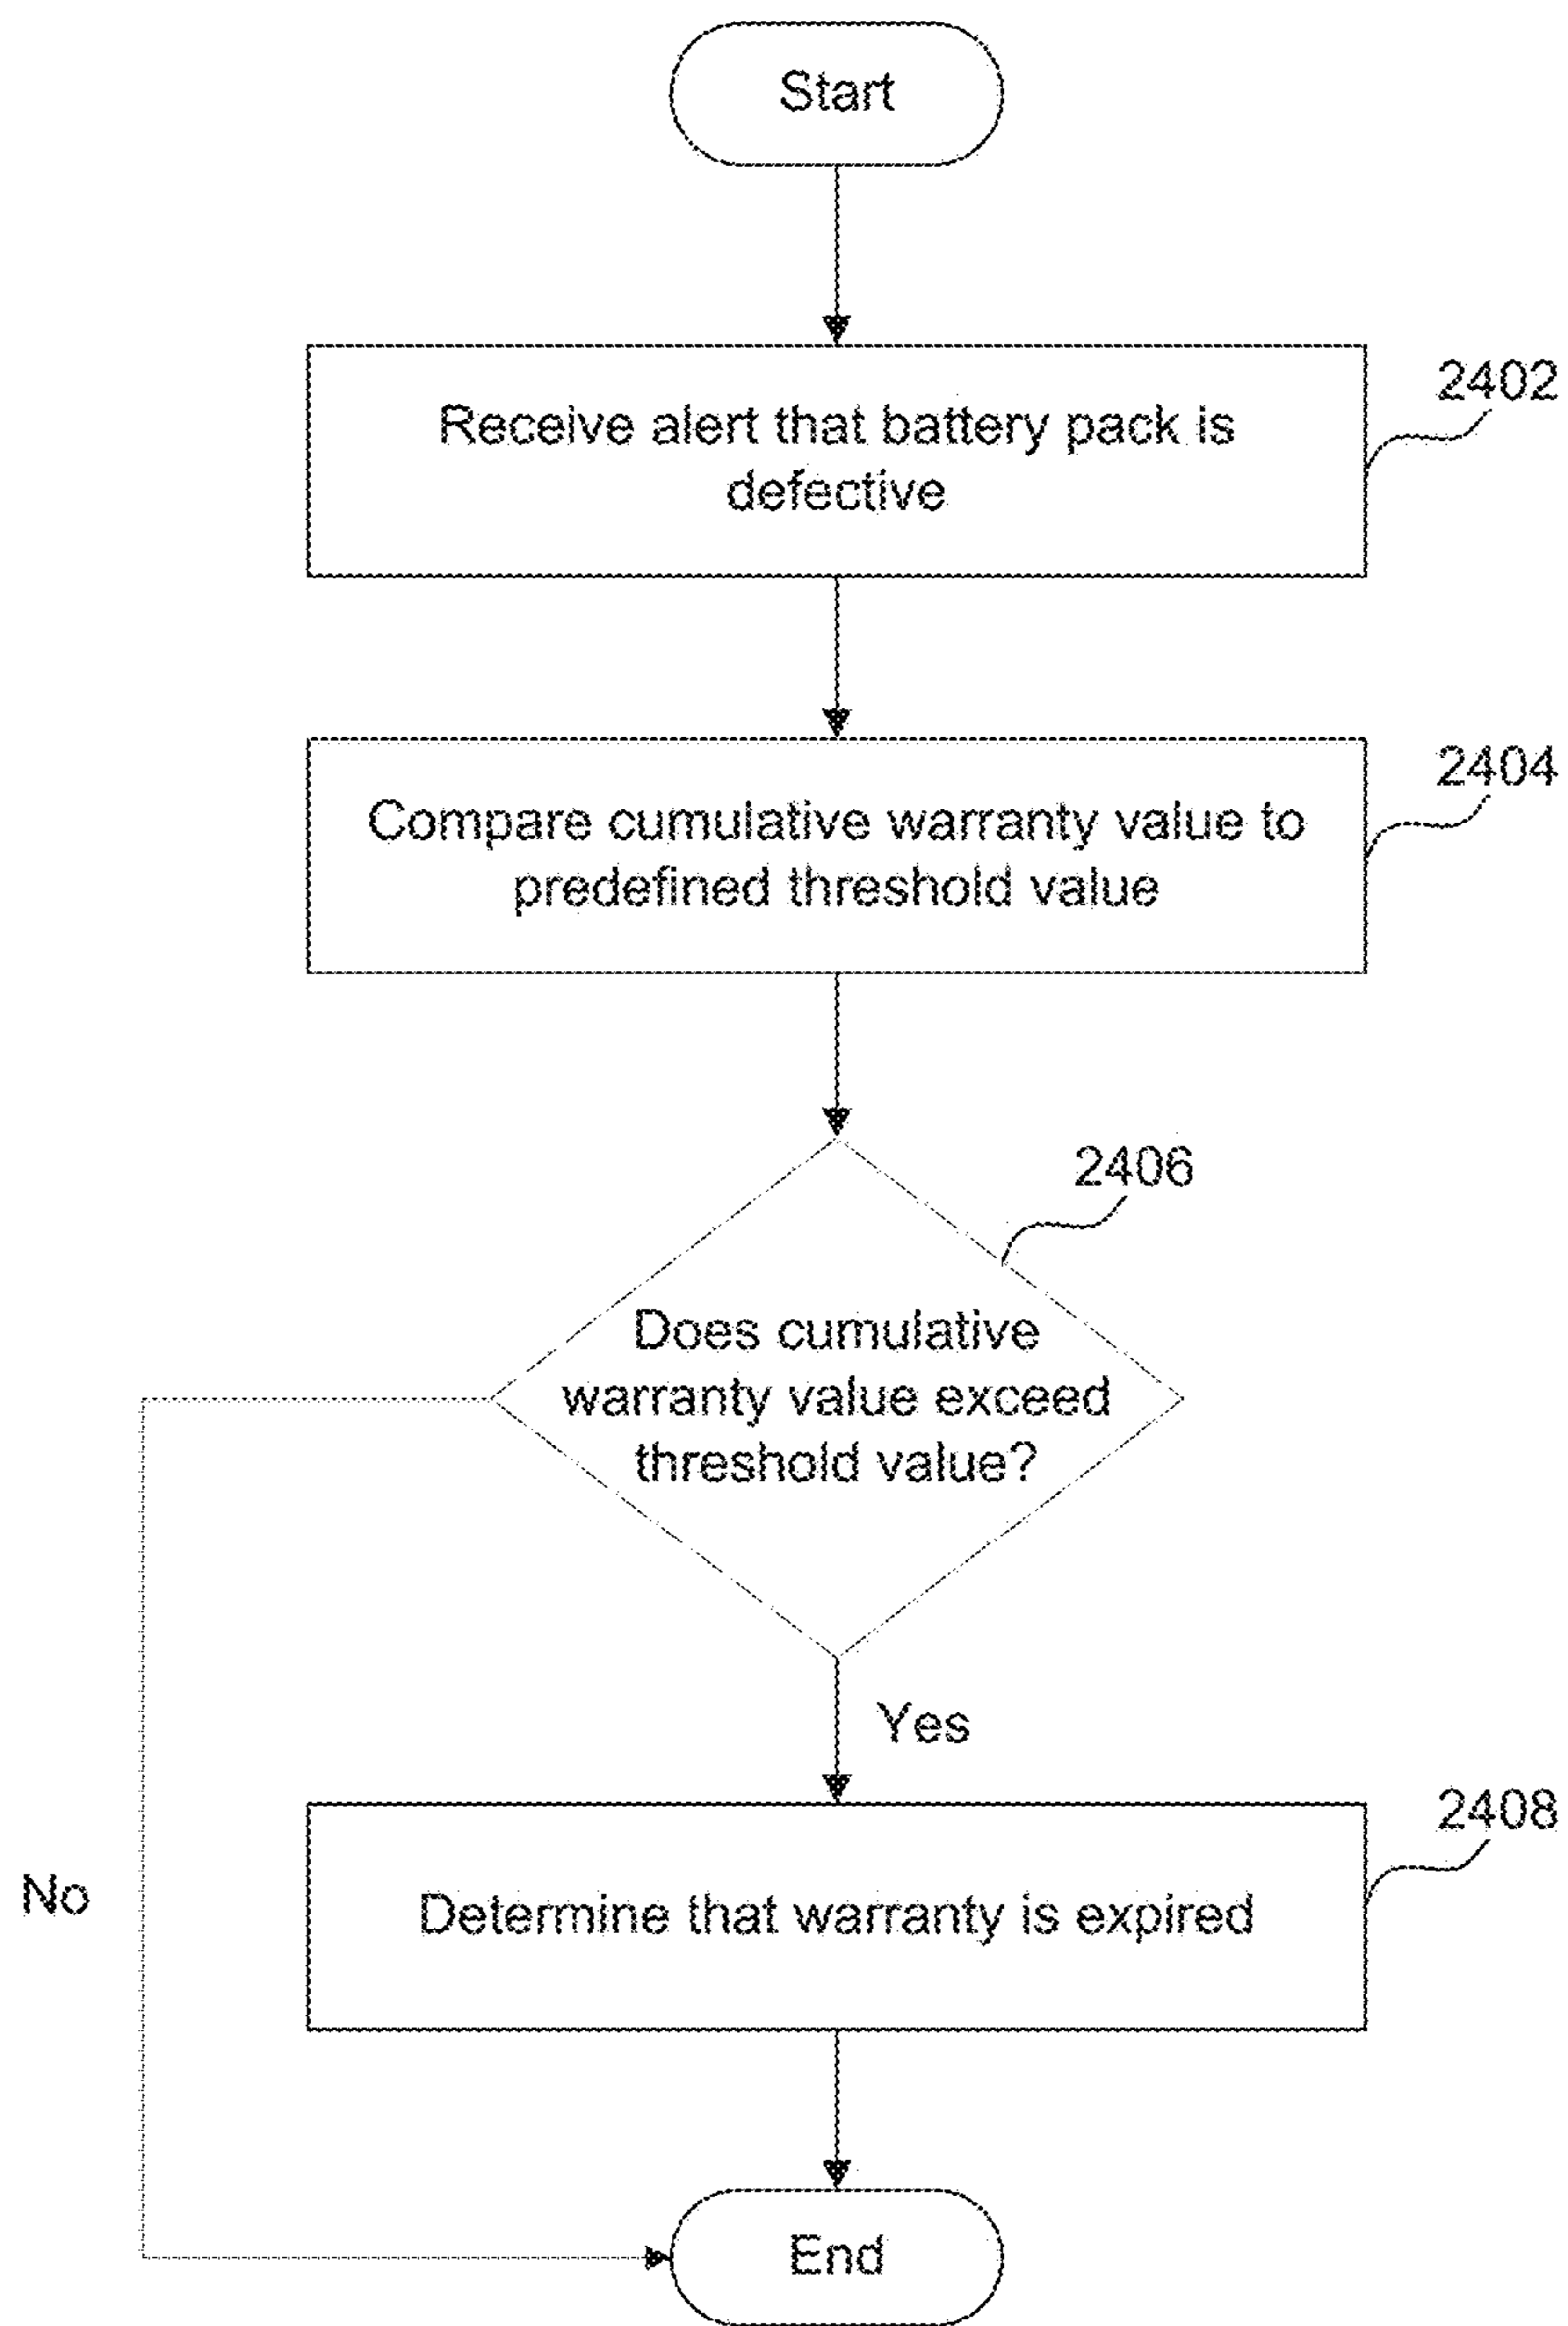 Start
2402
Receive alert that battery pack is
defective
2404
Compare cumulative warranty value to
predefined threshold value
2406
Does cumulative
warranty value exceed
threshold value?
Yes
2408
No
Determine that warranty is expired
End